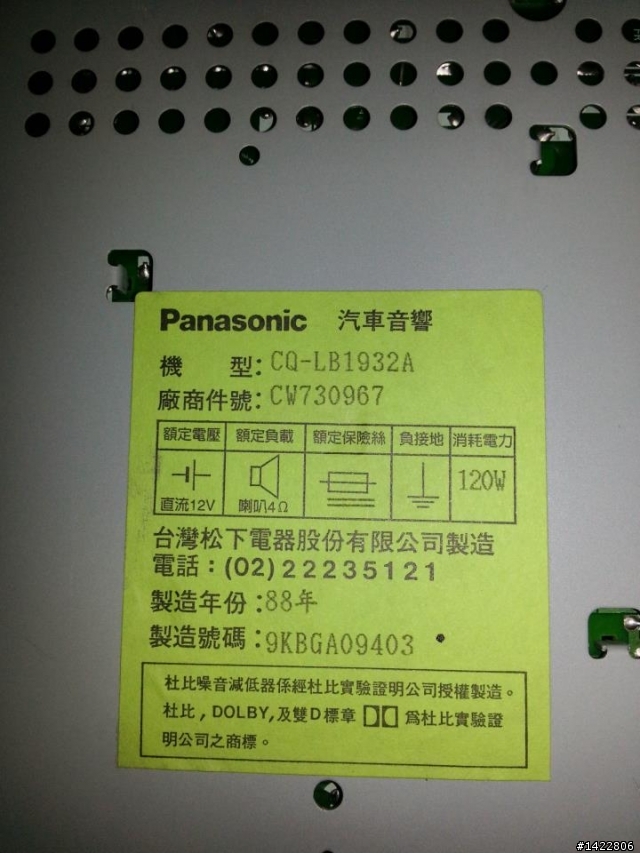 Panasonic 汽車音響
機 型: CQ-LB1932A
廠商件號: CW730967
額定電壓 額定負載 額定保險絲 負接地 消耗電力
直流12V 喇叭4Ω 120W
台灣松下電器股份有限公司製造
電話：(02)22235121
製造年份:88年
製造號碼:9KBGA09403
杜比噪音減低器係經杜比實驗證明公司授權製造。
杜比,DOLBY,及雙D標章 為杜比實驗證
明公司之商標。
#1422806